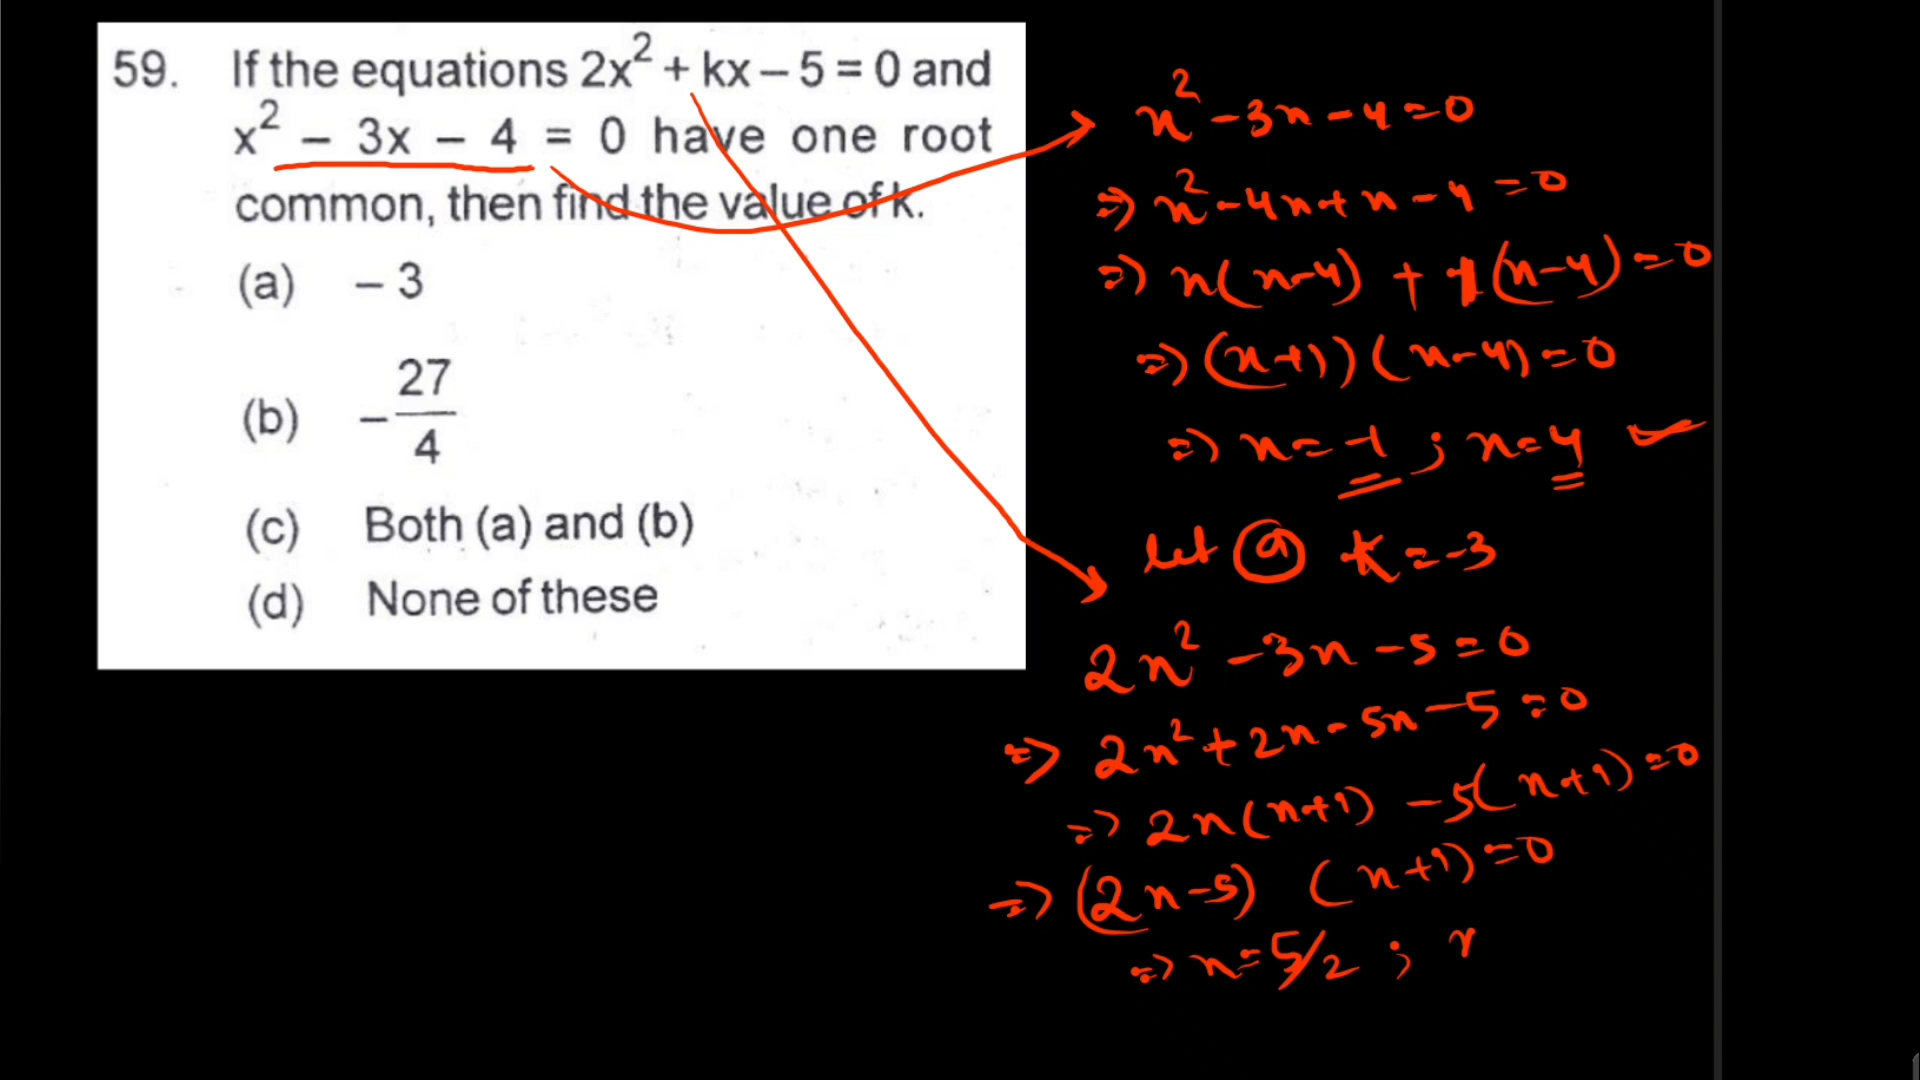 59. If the equations 2x² + kx – 5 = 0 and
x² – 3x – 4 = 0 have one root
common, then find the value of k.
(a) – 3
(b) – 27/4
(c) Both (a) and (b)
(d) None of these
x² - 3x - 4 = 0
⇒ x² - 4x + x - 4 = 0
⇒ x(x-4) + 1(x-4) = 0
⇒ (x+1)(x-4) = 0
⇒ x = -1 ; x = 4
let (a) K = -3
2x² - 3x - 5 = 0
⇒ 2x² + 2x - 5x - 5 = 0
⇒ 2x(x+1) - 5(x+1) = 0
⇒ (2x-5) (x+1) = 0
⇒ x = 5/2 ;